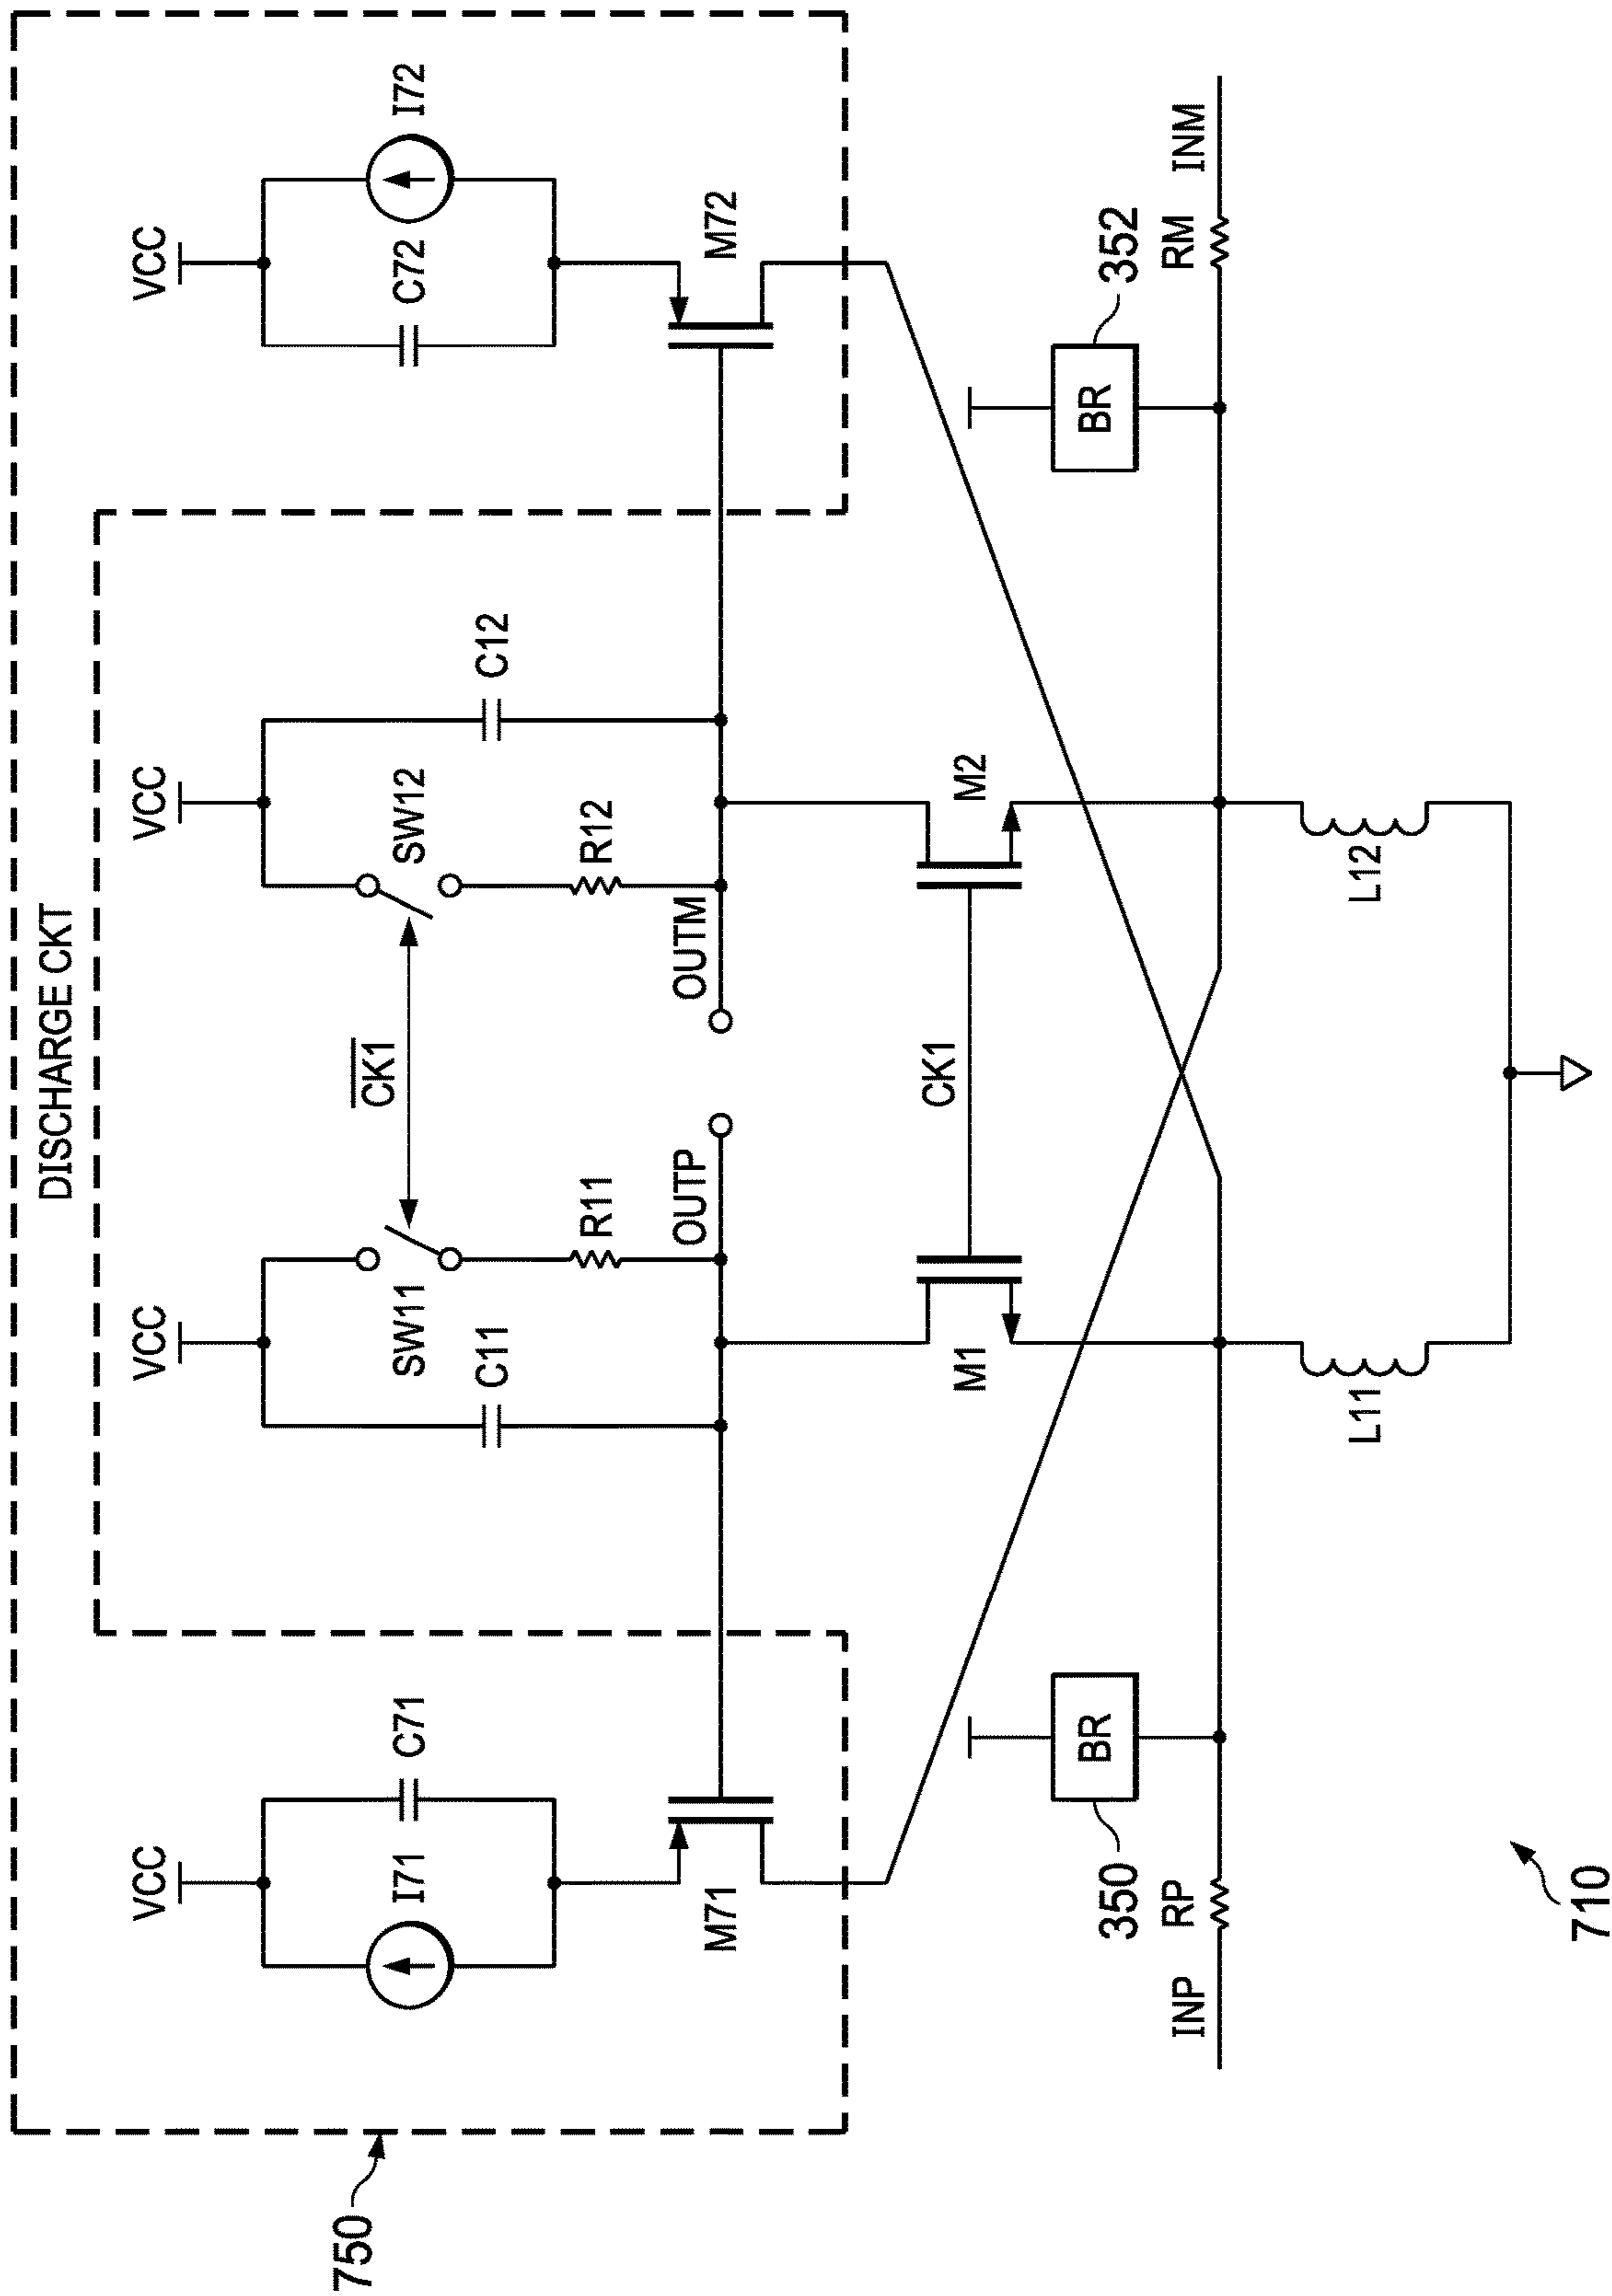 DISCHARGE CKT
750
VCC
VCC
VCC
VCC
I71
C71
C11
SW11
CK1
SW12
C12
C72
I72
R11
R12
M71
OUTP
OUTM
M72
M1
CK1
M2
350
BR
BR
352
INP
RP
RM
INM
L11
L12
710